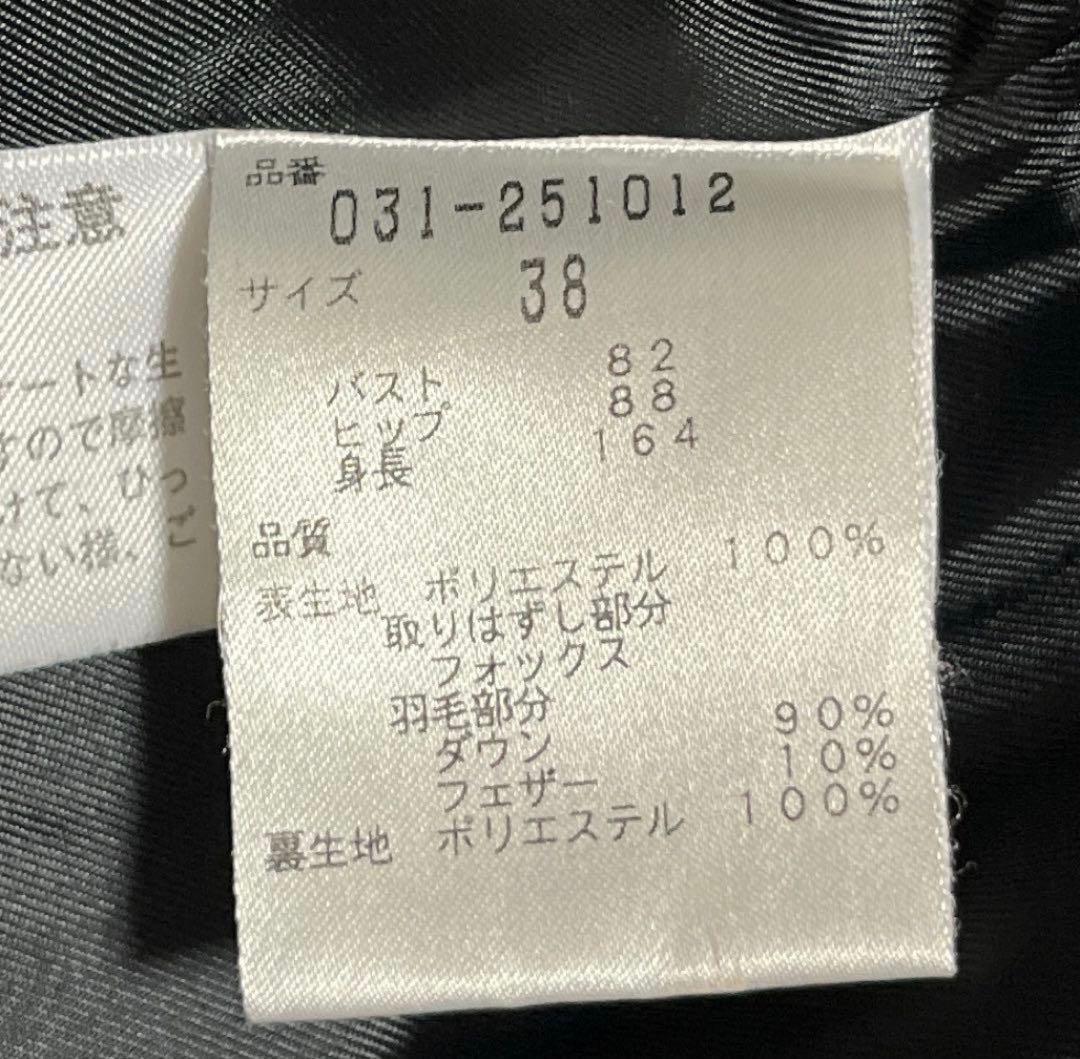 注意
ートな生
ので摩擦
けて、ひっ
ない様、ご
品番
031-251012
サイズ 38
バスト 82
ヒップ 88
身長 164
品質
表生地 ポリエステル 100%
取りはずし部分
フォックス
羽毛部分
ダウン 90%
フェザー 10%
裏生地 ポリエステル 100%